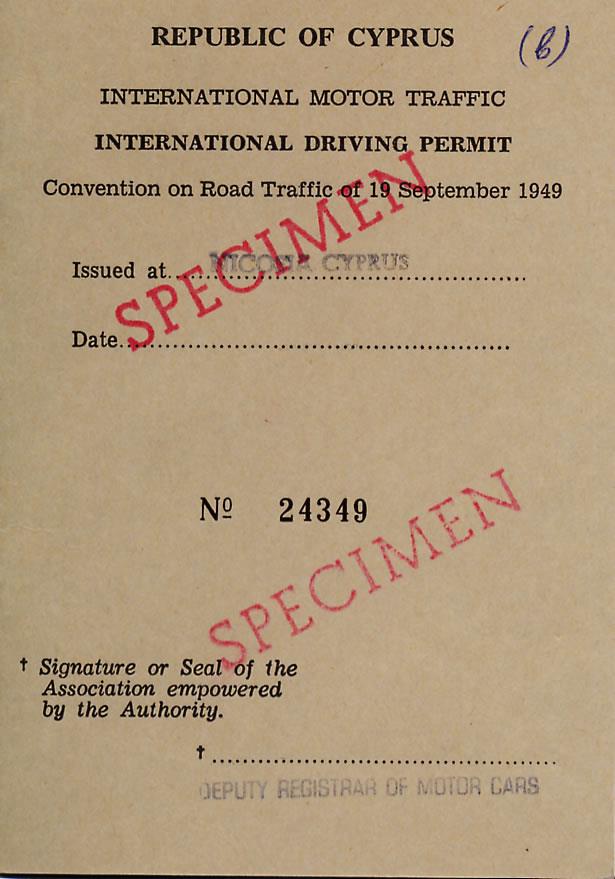 REPUBLIC OF CYPRUS
(b)
INTERNATIONAL MOTOR TRAFFIC
INTERNATIONAL DRIVING PERMIT
Convention on Road Traffic of 19 September 1949
Issued at NICOSIA CYPRUS
SPECIMEN
Date
Nº 24349
SPECIMEN
† Signature or Seal of the
Association empowered
by the Authority.
†
DEPUTY REGISTRAR OF MOTOR CARS